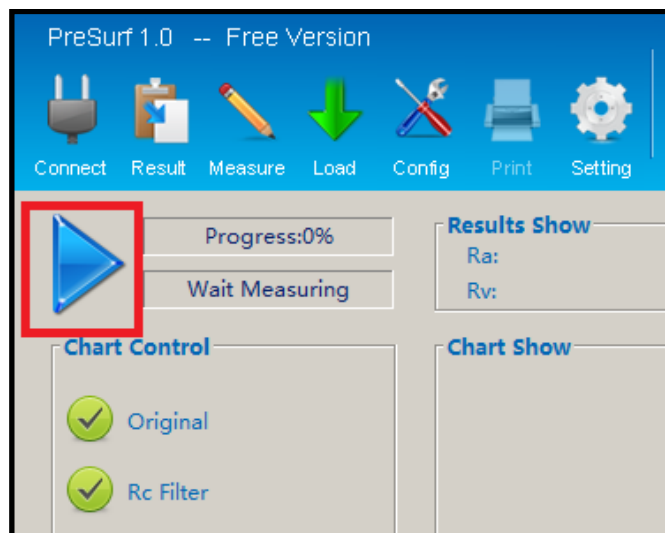 PreSurf 1.0 -- Free Version
Connect Result Measure Load Config Print Setting
Progress:0%
Wait Measuring
Results Show
Ra:
Rv:
Chart Control
Original
Rc Filter
Chart Show